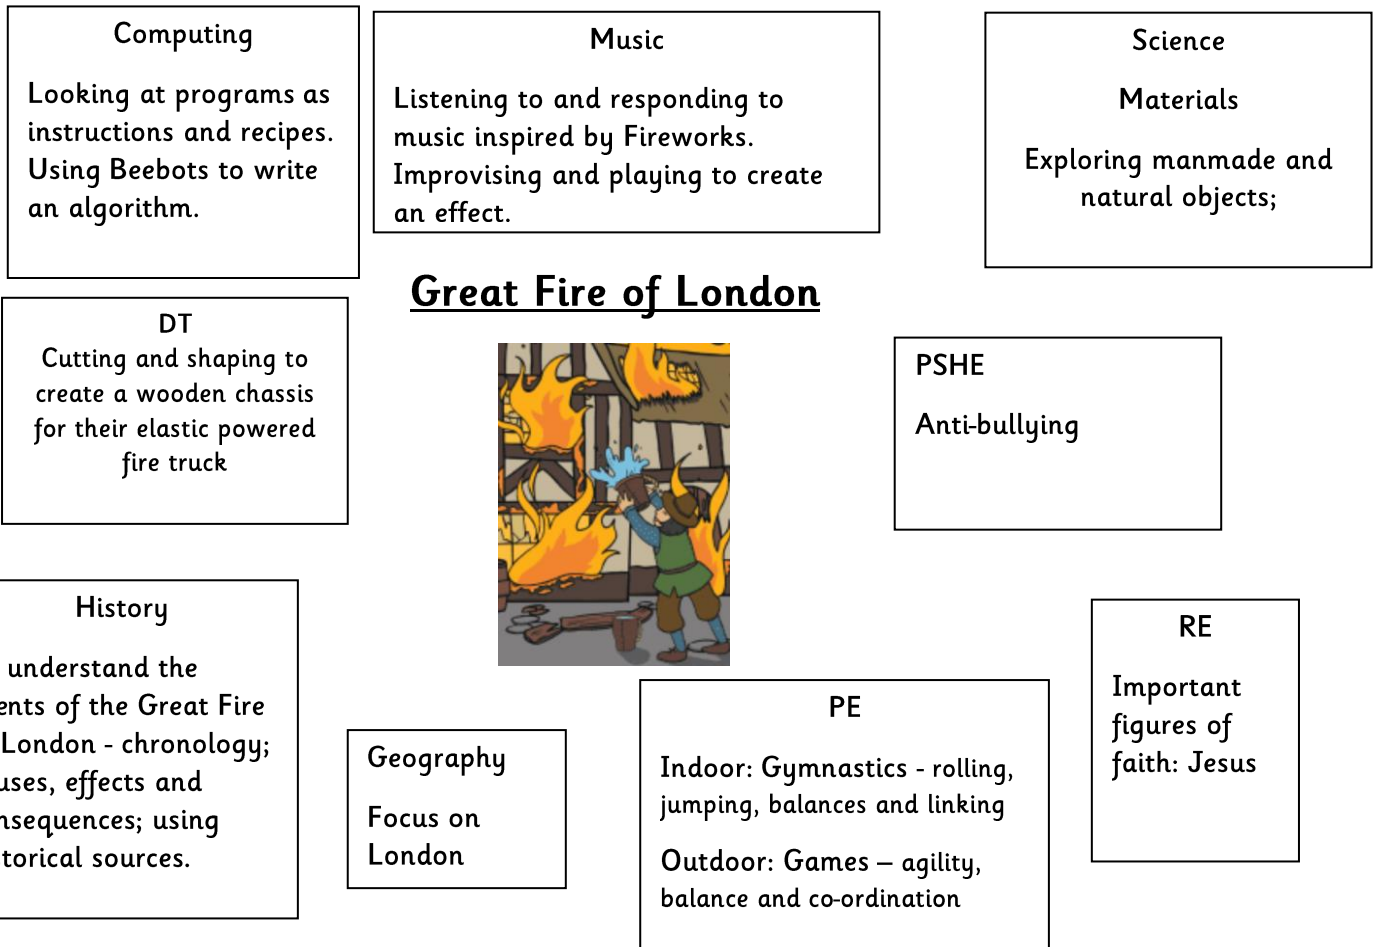 Computing
Looking at programs as
instructions and recipes.
Using Beebots to write
an algorithm.
Music
Listening to and responding to
music inspired by Fireworks.
Improvising and playing to create
an effect.
Science
Materials
Exploring manmade and
natural objects;
Great Fire of London
DT
Cutting and shaping to
create a wooden chassis
for their elastic powered
fire truck
PSHE
Anti-bullying
History
understand the
ents of the Great Fire
London - chronology;
uses, effects and
nsequences; using
torical sources.
Geography
Focus on
London
PE
Indoor: Gymnastics - rolling,
jumping, balances and linking
Outdoor: Games – agility,
balance and co-ordination
RE
Important
figures of
faith: Jesus